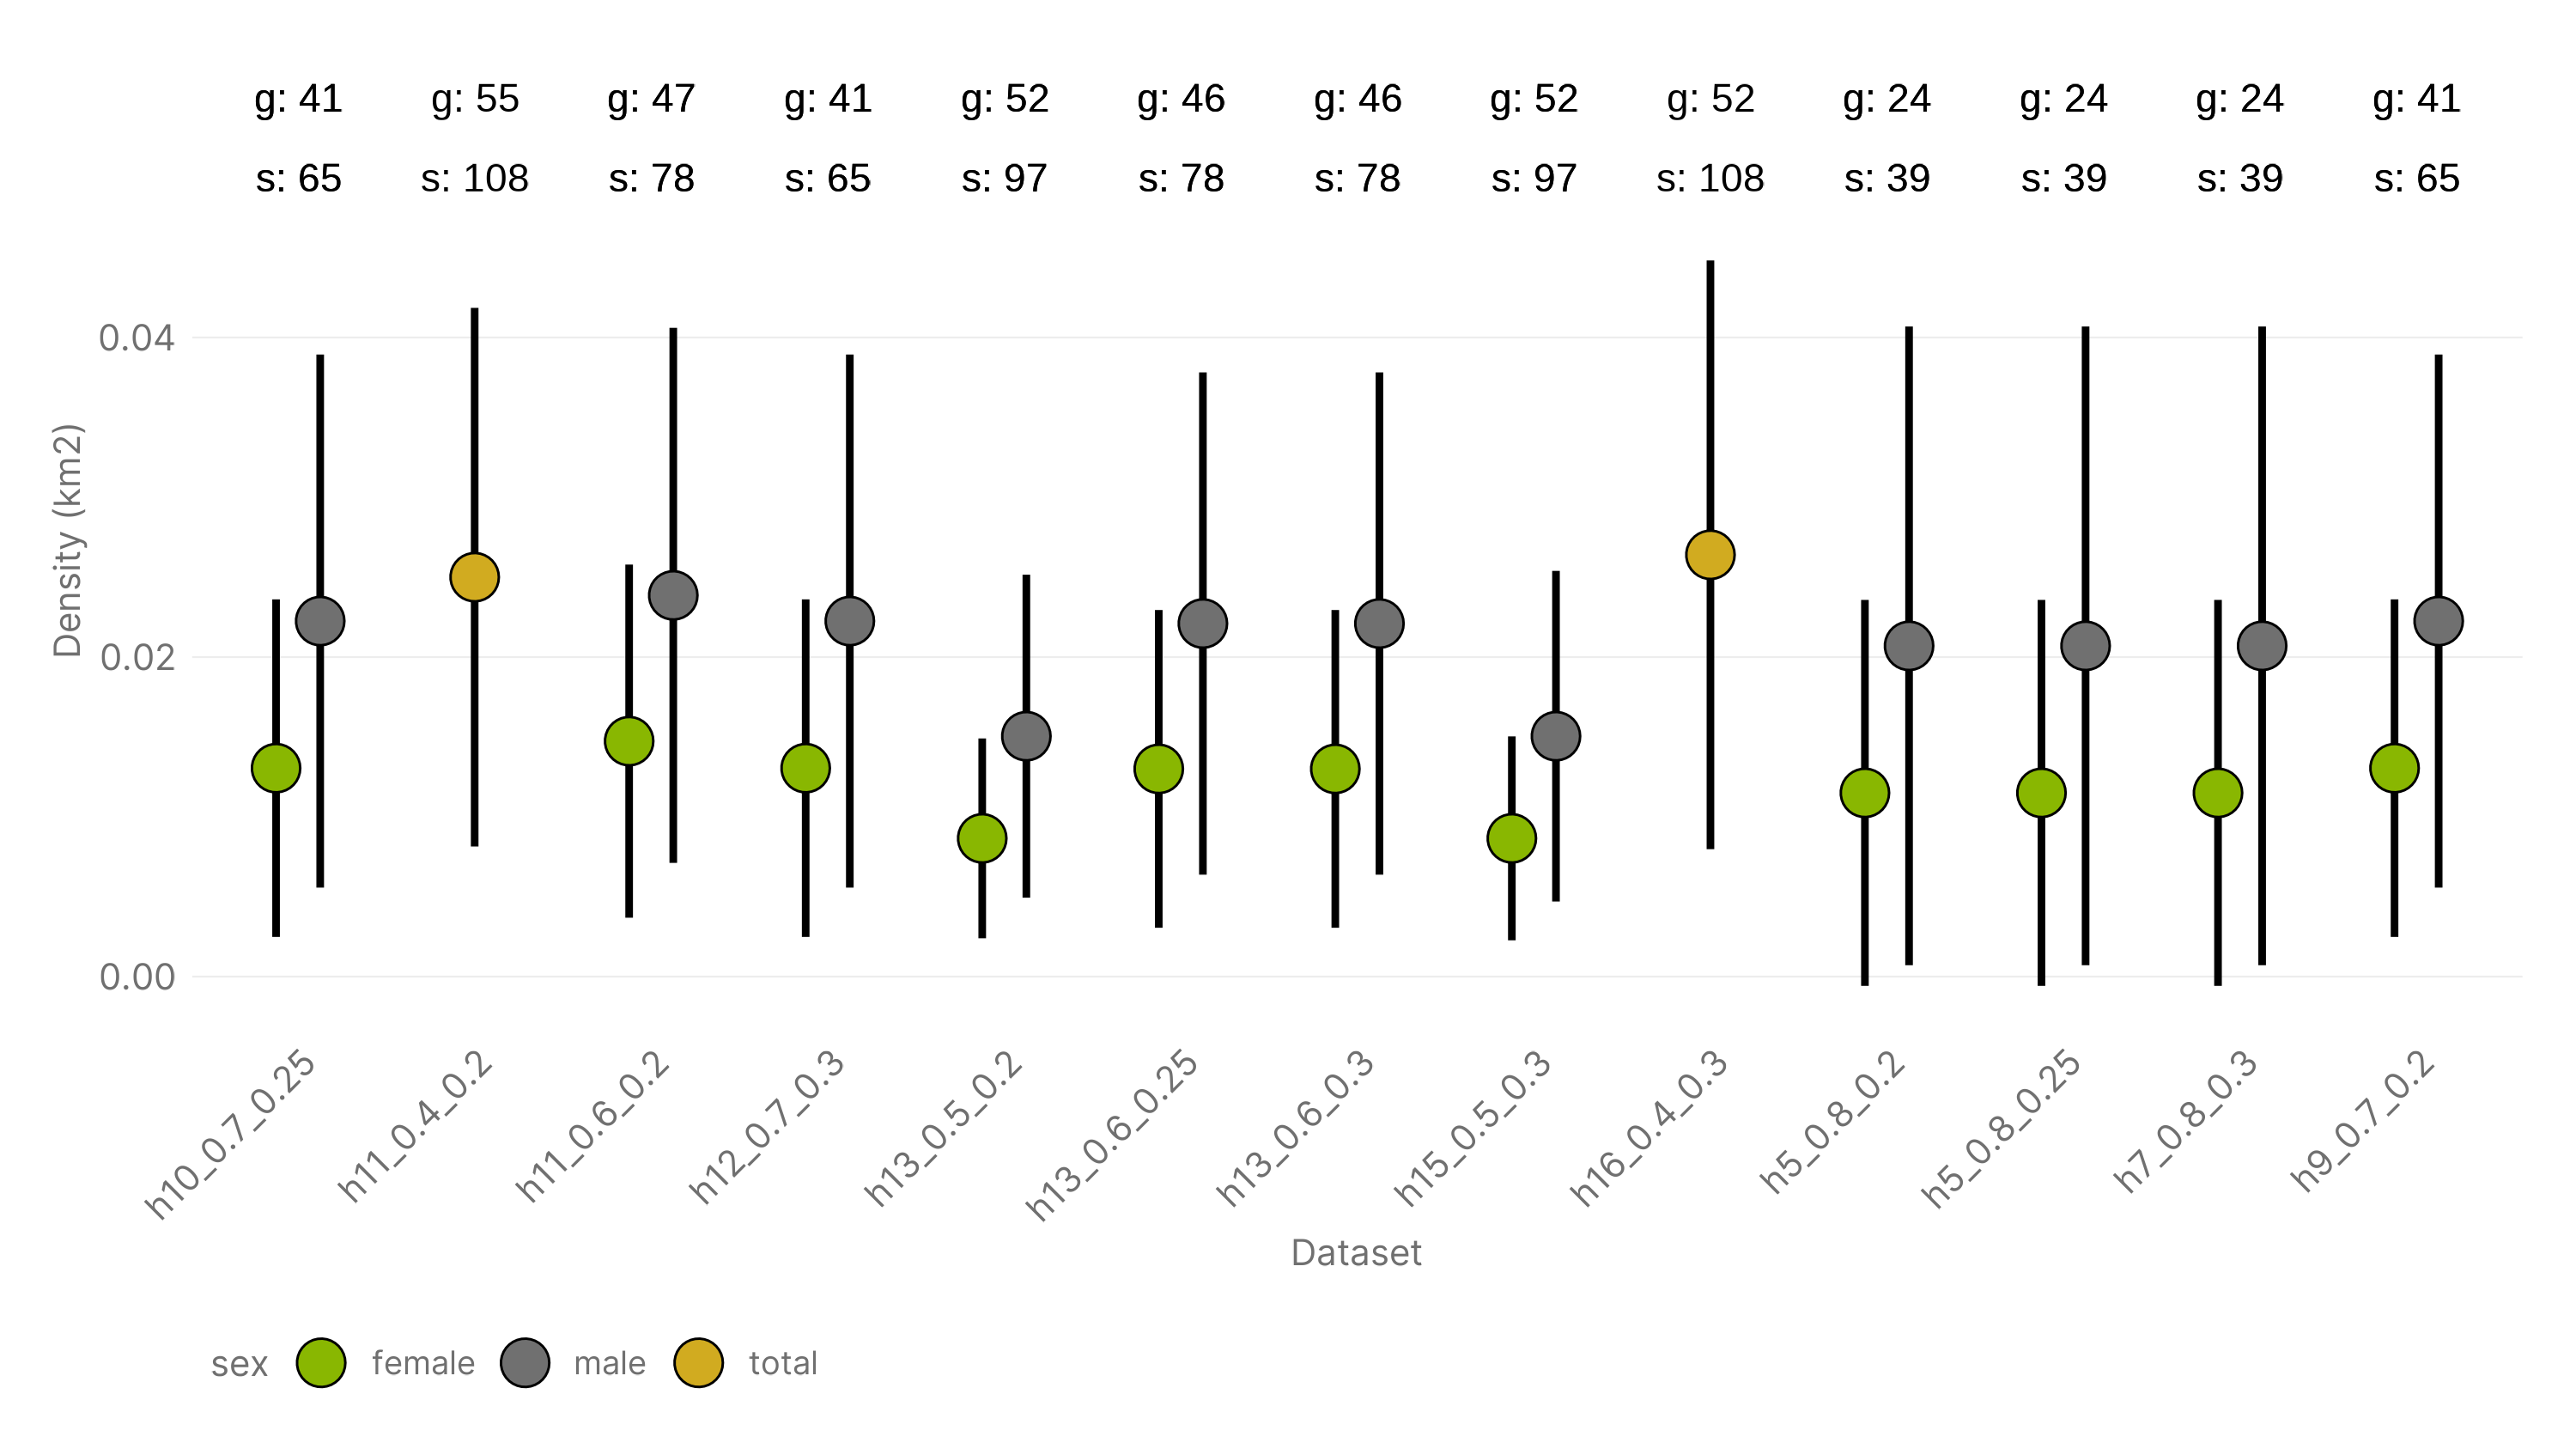 g: 41 g: 55 g: 47 g: 41 g: 52 g: 46 g: 46 g: 52 g: 52 g: 24 g: 24 g: 24 g: 41
s: 65 s: 108 s: 78 s: 65 s: 97 s: 78 s: 78 s: 97 s: 108 s: 39 s: 39 s: 39 s: 65
0.04
0.02
0.00
Density (km2)
h10_0.7_0.25 h11_0.4_0.2 h11_0.6_0.2 h12_0.7_0.3 h13_0.5_0.2 h13_0.6_0.25 h13_0.6_0.3 h15_0.5_0.3 h16_0.4_0.3 h5_0.8_0.2 h5_0.8_0.25 h7_0.8_0.3 h9_0.7_0.2
Dataset
sex female male total